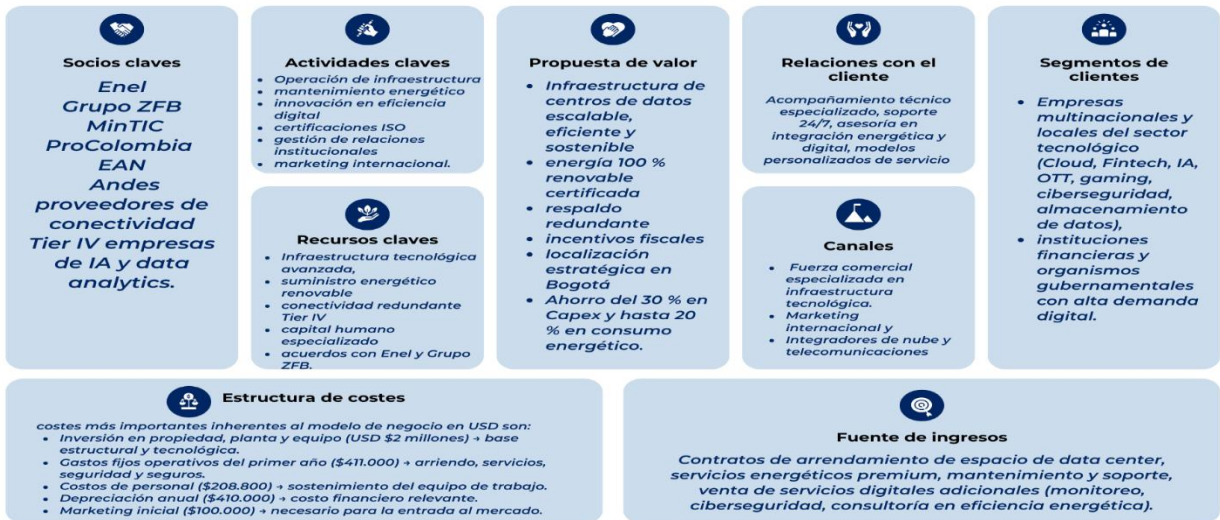 Socios claves
Enel
Grupo ZFB
MinTIC
ProColombia
EAN
Andes
proveedores de
conectividad
Tier IV empresas
de IA y data
analytics.
Actividades claves
• Operación de infraestructura
• mantenimiento energético
• innovación en eficiencia
digital
• certificaciones ISO
• gestión de relaciones
institucionales
• marketing internacional.
Recursos claves
• Infraestructura tecnológica
avanzada,
• suministro energético
renovable
• conectividad redundante
Tier IV
• capital humano
especializado
• acuerdos con Enel y Grupo
ZFB.
Propuesta de valor
• Infraestructura de
centros de datos
escalable,
eficiente y
sostenible
• energía 100 %
renovable
certificada
• respaldo
redundante
• incentivos fiscales
• localización
estratégica en
Bogotá
• Ahorro del 30 % en
Capex y hasta 20
% en consumo
energético.
Relaciones con el
cliente
Acompañamiento técnico
especializado, soporte
24/7, asesoría en
integración energética y
digital, modelos
personalizados de servicio
Canales
• Fuerza comercial
especializada en
infraestructura
tecnológica.
• Marketing
internacional y
• Integradores de nube y
telecomunicaciones
Segmentos de
clientes
• Empresas
multinacionales y
locales del sector
tecnológico
(Cloud, Fintech, IA,
OTT, gaming,
ciberseguridad,
almacenamiento
de datos),
• instituciones
financieras y
organismos
gubernamentales
con alta demanda
digital.
Estructura de costes
costes más importantes inherentes al modelo de negocio en USD son:
• Inversión en propiedad, planta y equipo (USD $2 millones) → base
estructural y tecnológica.
• Gastos fijos operativos del primer año ($411.000) → arriendo, servicios,
seguridad y seguros.
• Costos de personal ($208.800) → sostenimiento del equipo de trabajo.
• Depreciación anual ($410.000) → costo financiero relevante.
• Marketing inicial ($100.000) → necesario para la entrada al mercado.
Fuente de ingresos
Contratos de arrendamiento de espacio de data center,
servicios energéticos premium, mantenimiento y soporte,
venta de servicios digitales adicionales (monitoreo,
ciberseguridad, consultoría en eficiencia energética).